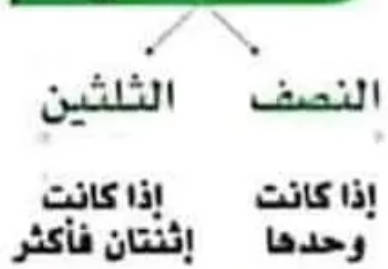 النصف
الثلثين
إذا كانت
وحدها
إذا كانت
إثنتان فأكثر